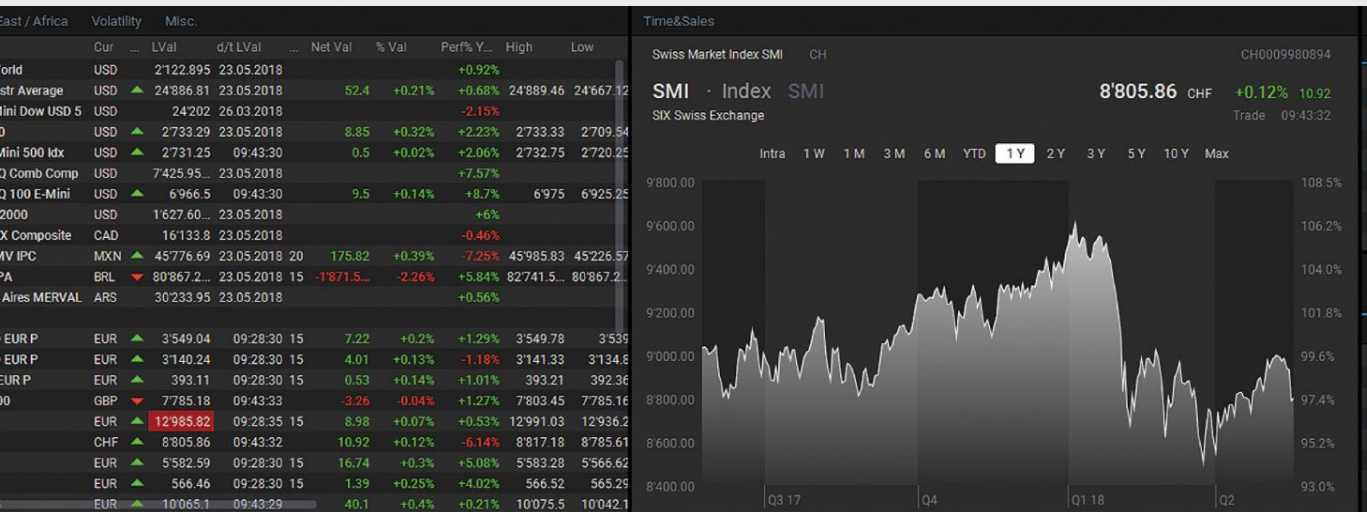 East / Africa Volatility Misc.
Cur ... LVal d/t LVal ... Net Val % Val Perf% Y... High Low
orld USD 2'122.895 23.05.2018 +0.92%
str Average USD 24'886.81 23.05.2018 52.4 +0.21% +0.68% 24'889.46 24'667.12
ini Dow USD 5 USD 24'202 26.03.2018 -2.15%
0 USD 2'733.29 23.05.2018 8.85 +0.32% +2.23% 2'733.33 2'709.54
Mini 500 Idx USD 2'731.25 09:43:30 0.5 +0.02% +2.06% 2'732.75 2'720.25
Q Comb Comp USD 7'425.95... 23.05.2018 +7.57%
Q 100 E-Mini USD 6'966.5 09:43:30 9.5 +0.14% +8.7% 6'975 6'925.25
2000 USD 1'627.60... 23.05.2018 +6%
X Composite CAD 16'133.8 23.05.2018 -0.46%
MV IPC MXN 45'776.69 23.05.2018 20 175.82 +0.39% -7.25% 45'985.83 45'226.57
PA BRL 80'867.2... 23.05.2018 15 -1'871.5... -2.26% +5.84% 82'741.5... 80'867.2...
Aires MERVAL ARS 30'233.95 23.05.2018 +0.56%
EUR P EUR 3'549.04 09:28:30 15 7.22 +0.2% +1.29% 3'549.78 3'539
EUR P EUR 3'140.24 09:28:30 15 4.01 +0.13% -1.18% 3'141.33 3'134.8
EUR P EUR 393.11 09:28:30 15 0.53 +0.14% +1.01% 393.21 392.36
00 GBP 7'785.18 09:43:33 -3.26 -0.04% +1.27% 7'803.45 7'785.16
EUR 12'985.82 09:28:35 15 8.98 +0.07% +0.53% 12'991.03 12'936.2
CHF 8'805.86 09:43:32 10.92 +0.12% -6.14% 8'817.18 8'785.61
EUR 5'582.59 09:28:30 15 16.74 +0.3% +5.08% 5'583.28 5'566.62
EUR 566.46 09:28:30 15 1.39 +0.25% +4.02% 566.52 565.29
EUR 10'065.1 09:43:29 40.1 +0.4% +0.21% 10'075.5 10'042.1
Time&Sales
Swiss Market Index SMI CH CH0009980894
SMI · Index SMI 8'805.86 CHF +0.12% 10.92
SIX Swiss Exchange Trade 09:43:32
Intra 1 W 1 M 3 M 6 M YTD 1 Y 2 Y 3 Y 5 Y 10 Y Max
9'800.00 108.5%
9'600.00 106.2%
9'400.00 104.0%
9'200.00 101.8%
9'000.00 99.6%
8'800.00 97.4%
8'600.00 95.2%
8'400.00 93.0%
Q3 17 Q4 Q1 18 Q2